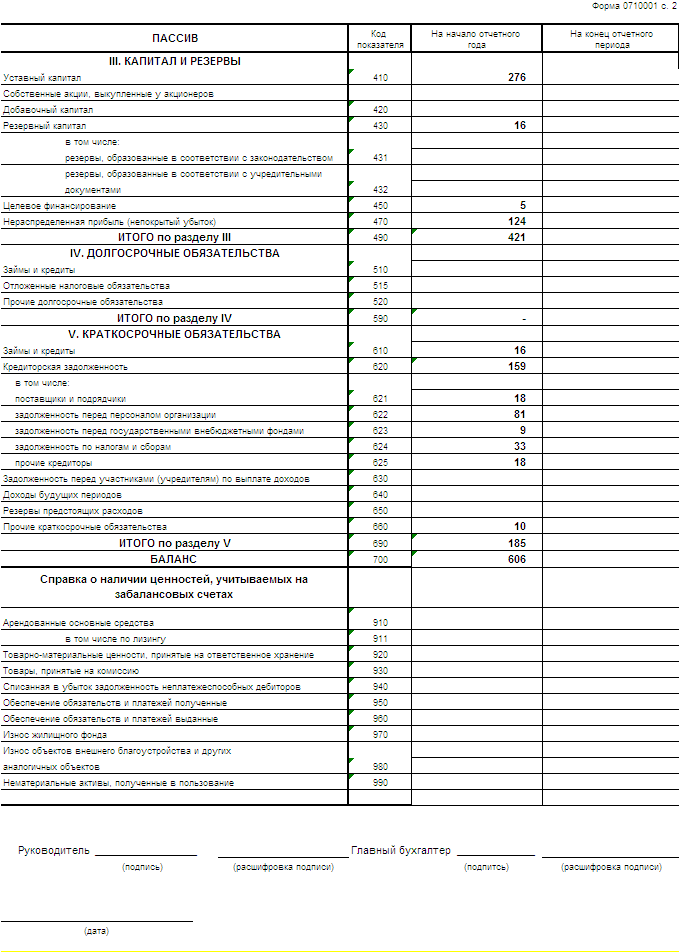 Форма 0710001 с. 2
ПАССИВ Код показателя На начало отчетного года На конец отчетного периода
III. КАПИТАЛ И РЕЗЕРВЫ
Уставный капитал 410 276
Собственные акции, выкупленные у акционеров
Добавочный капитал 420
Резервный капитал 430 16
в том числе:
резервы, образованные в соответствии с законодательством 431
резервы, образованные в соответствии с учредительными
документами 432
Целевое финансирование 450 5
Нераспределенная прибыль (непокрытый убыток) 470 124
ИТОГО по разделу III 490 421
IV. ДОЛГОСРОЧНЫЕ ОБЯЗАТЕЛЬСТВА
Займы и кредиты 510
Отложенные налоговые обязательства 515
Прочие долгосрочные обязательства 520
ИТОГО по разделу IV 590 -
V. КРАТКОСРОЧНЫЕ ОБЯЗАТЕЛЬСТВА
Займы и кредиты 610 16
Кредиторская задолженность 620 159
в том числе:
поставщики и подрядчики 621 18
задолженность перед персоналом организации 622 81
задолженность перед государственными внебюджетными фондами 623 9
задолженность по налогам и сборам 624 33
прочие кредиторы 625 18
Задолженность перед участниками (учредителям) по выплате доходов 630
Доходы будущих периодов 640
Резервы предстоящих расходов 650
Прочие краткосрочные обязательства 660 10
ИТОГО по разделу V 690 185
БАЛАНС 700 606
Справка о наличии ценностей, учитываемых на
забалансовых счетах
Арендованные основные средства 910
в том числе по лизингу 911
Товарно-материальные ценности, принятые на ответственное хранение 920
Товары, принятые на комиссию 930
Списанная в убыток задолженность неплатежеспособных дебиторов 940
Обеспечение обязательств и платежей полученные 950
Обеспечение обязательств и платежей выданные 960
Износ жилищного фонда 970
Износ объектов внешнего благоустройства и других
аналогичных объектов 980
Нематериальные активы, полученные в пользование 990
Руководитель Главный бухгалтер
(подпись) (расшифровка подписи) (подпитсь) (расшифровка подписи)
(дата)